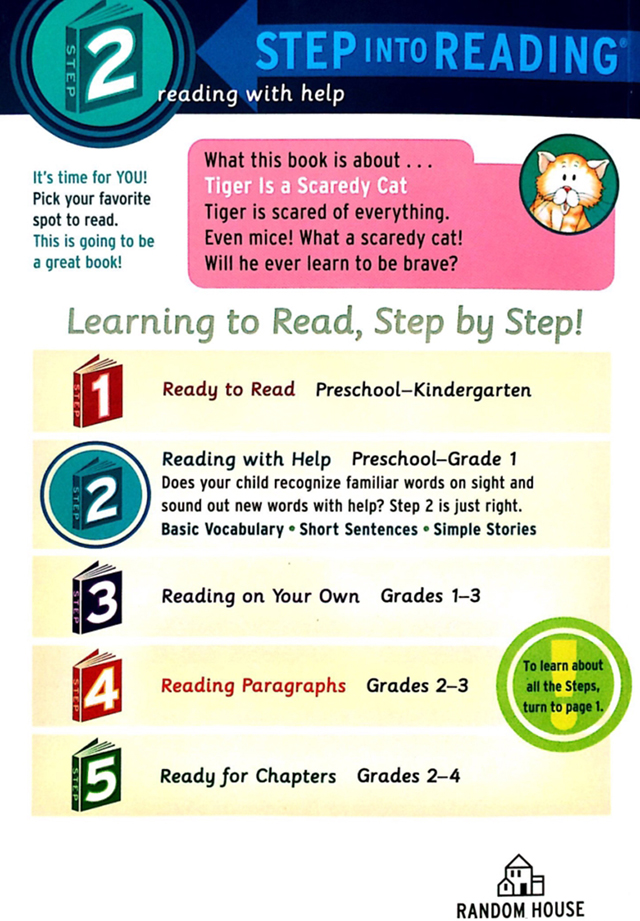 STEP 2
STEP INTO READING®
reading with help
It's time for YOU!
Pick your favorite
spot to read.
This is going to be
a great book!
What this book is about . . .
Tiger Is a Scaredy Cat
Tiger is scared of everything.
Even mice! What a scaredy cat!
Will he ever learn to be brave?
Learning to Read, Step by Step!
STEP 1
Ready to Read Preschool–Kindergarten
STEP 2
Reading with Help Preschool–Grade 1
Does your child recognize familiar words on sight and
sound out new words with help? Step 2 is just right.
Basic Vocabulary • Short Sentences • Simple Stories
STEP 3
Reading on Your Own Grades 1–3
STEP 4
Reading Paragraphs Grades 2–3
To learn about
all the Steps,
turn to page 1.
STEP 5
Ready for Chapters Grades 2–4
RANDOM HOUSE